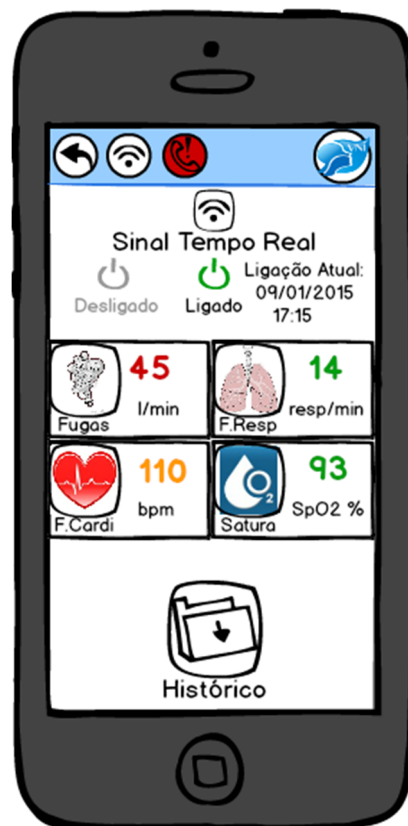 Sinal Tempo Real
Desligado
Ligado
Ligação Atual:
09/01/2015
17:15
45
l/min
Fugas
14
resp/min
F.Resp
110
bpm
F.Cardi
O2
93
SpO2 %
Satura
Histórico